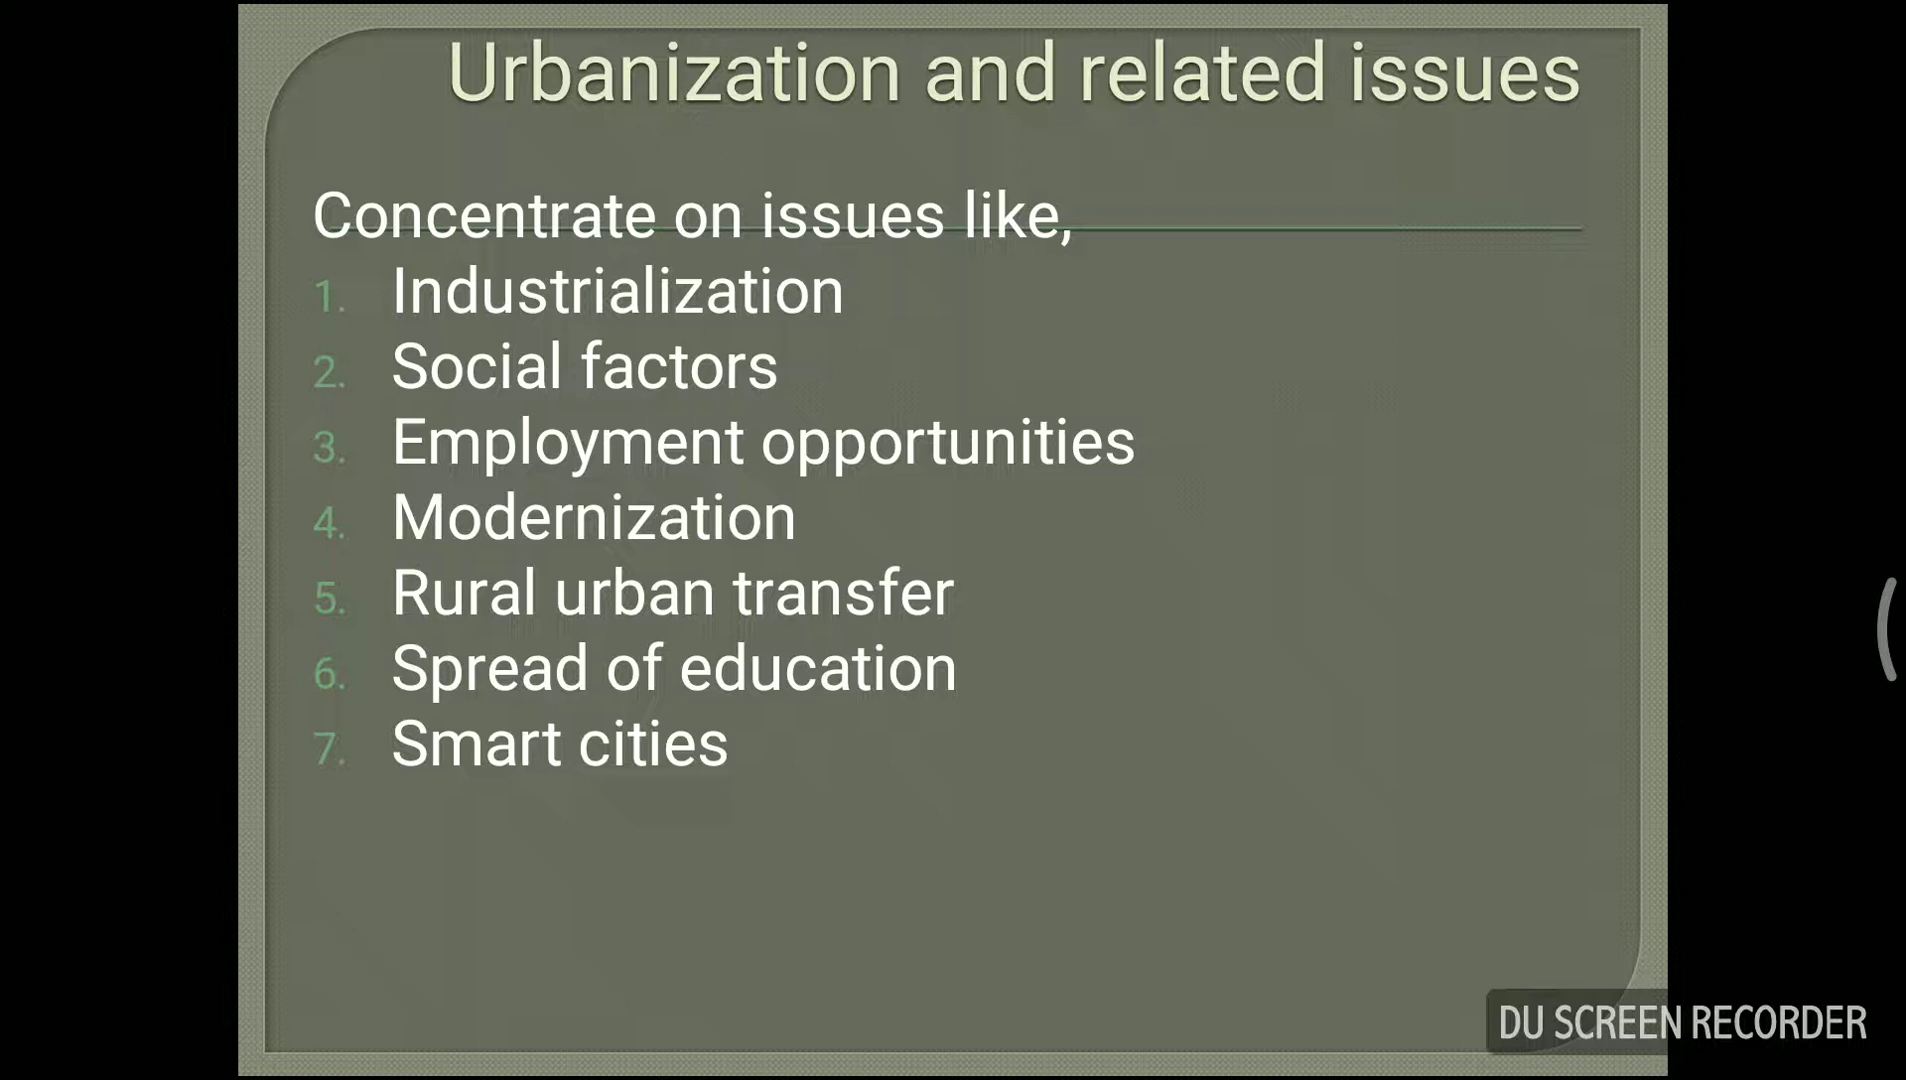 Urbanization and related issues
Concentrate on issues like,
1. Industrialization
2. Social factors
3. Employment opportunities
4. Modernization
5. Rural urban transfer
6. Spread of education
7. Smart cities
DU SCREEN RECORDER